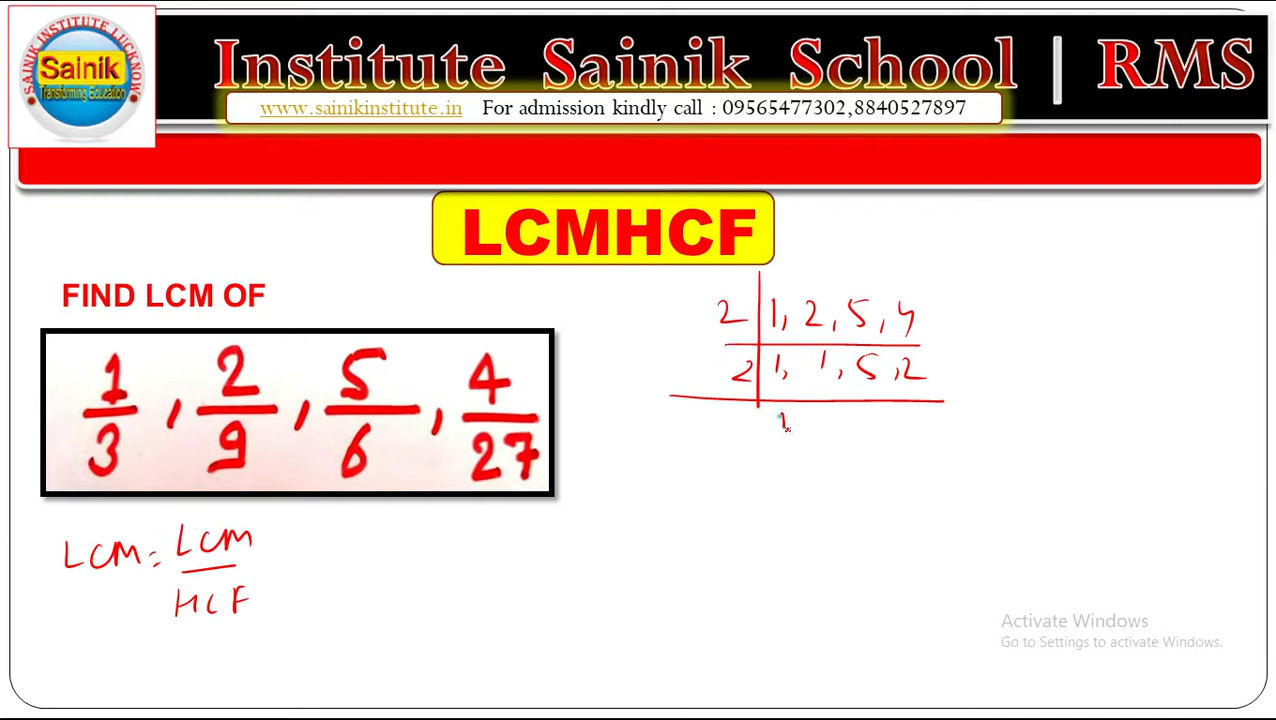 SAINIK INSTITUTE LUCKNOW
Sainik
Transforming Education
Institute Sainik School | RMS
www.sainikinstitute.in For admission kindly call : 09565477302,8840527897
LCMHCF
FIND LCM OF
1/3 , 2/9 , 5/6 , 4/27
LCM = LCM/HCF
2 | 1, 2, 5, 4
2 | 1, 1, 5, 2
1
Activate Windows
Go to Settings to activate Windows.